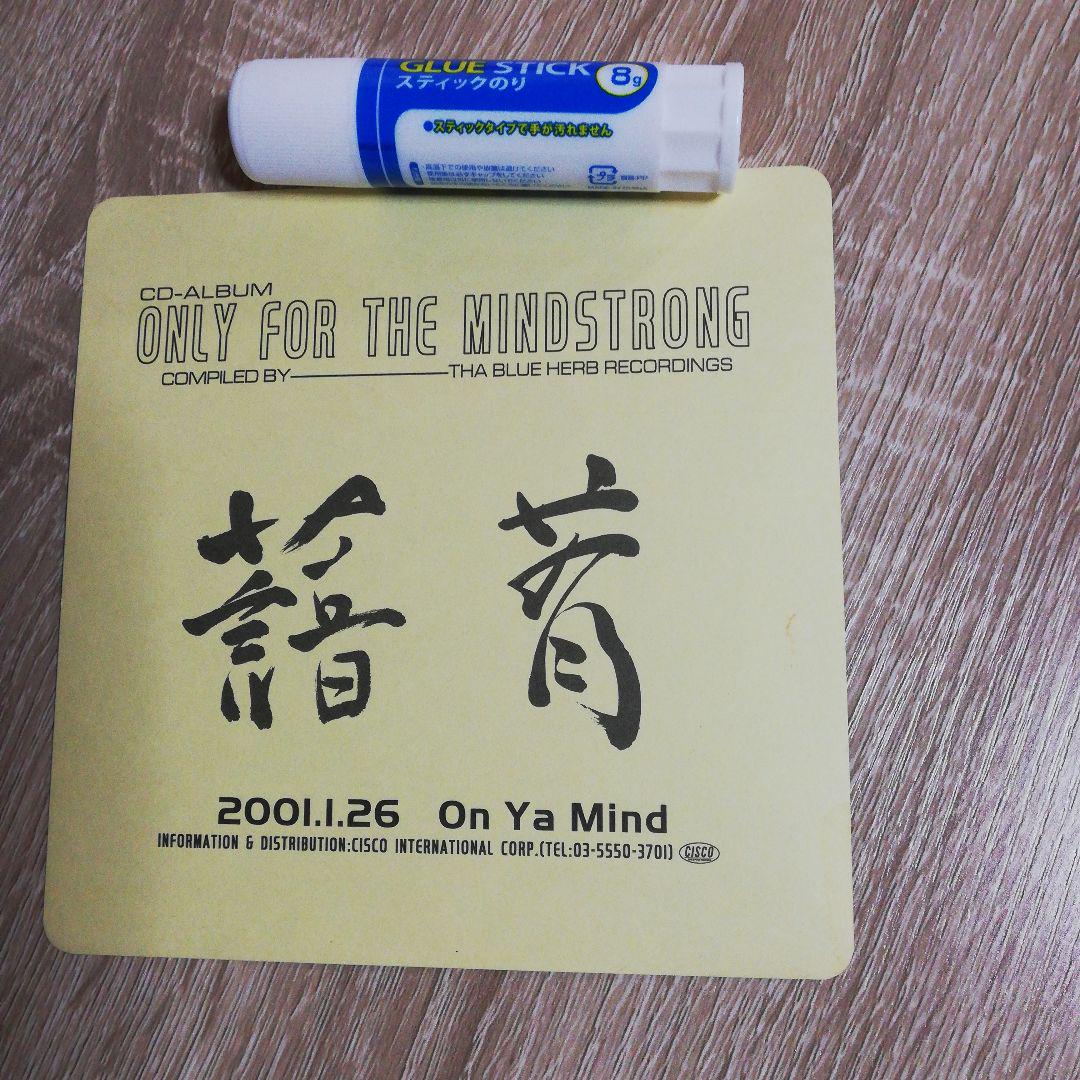 GLUE STICK 8g
スティックのり
●スティックタイプで手が汚れません
CD-ALBUM
ONLY FOR THE MINDSTRONG
COMPILED BY THA BLUE HERB RECORDINGS
2001.1.26 On Ya Mind
INFORMATION & DISTRIBUTION:CISCO INTERNATIONAL CORP.(TEL:03-5550-3701) CISCO